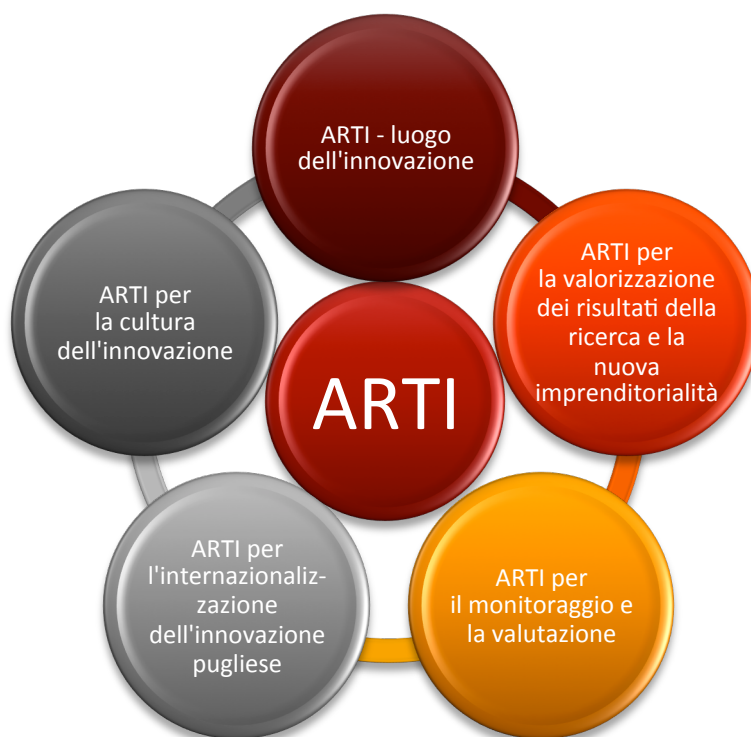 ARTI - luogo
dell'innovazione
ARTI per
la valorizzazione
dei risultati della
ricerca e la
nuova
imprenditorialità
ARTI per
la cultura
dell'innovazione
ARTI
ARTI per
l'internazionaliz-
zazione
dell'innovazione
pugliese
ARTI per
il monitoraggio e
la valutazione